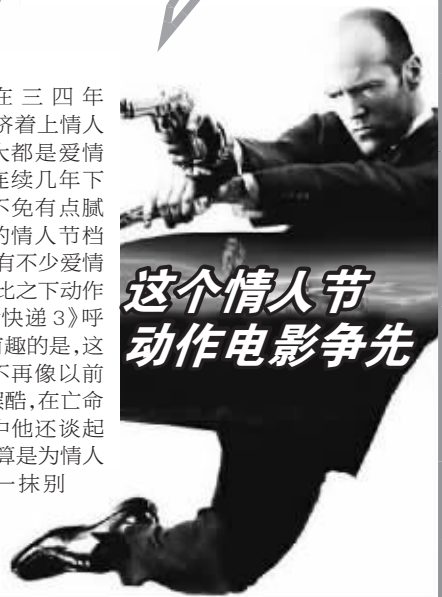 在三四年
挤着上情人
大都是爱情
连续几年下
不免有点腻
的情人节档
有不少爱情
比之下动作
快递3》呼
有趣的是,这
不再像以前
酷,在亡命
中他还谈起
算是为情人
一抹别
这个情人节
动作电影争先